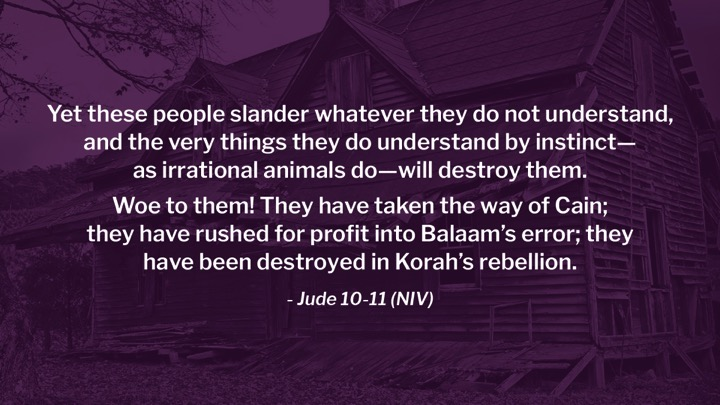 Yet these people slander whatever they do not understand,
and the very things they do understand by instinct—
as irrational animals do—will destroy them.
Woe to them! They have taken the way of Cain;
they have rushed for profit into Balaam’s error; they
have been destroyed in Korah’s rebellion.
- Jude 10-11 (NIV)